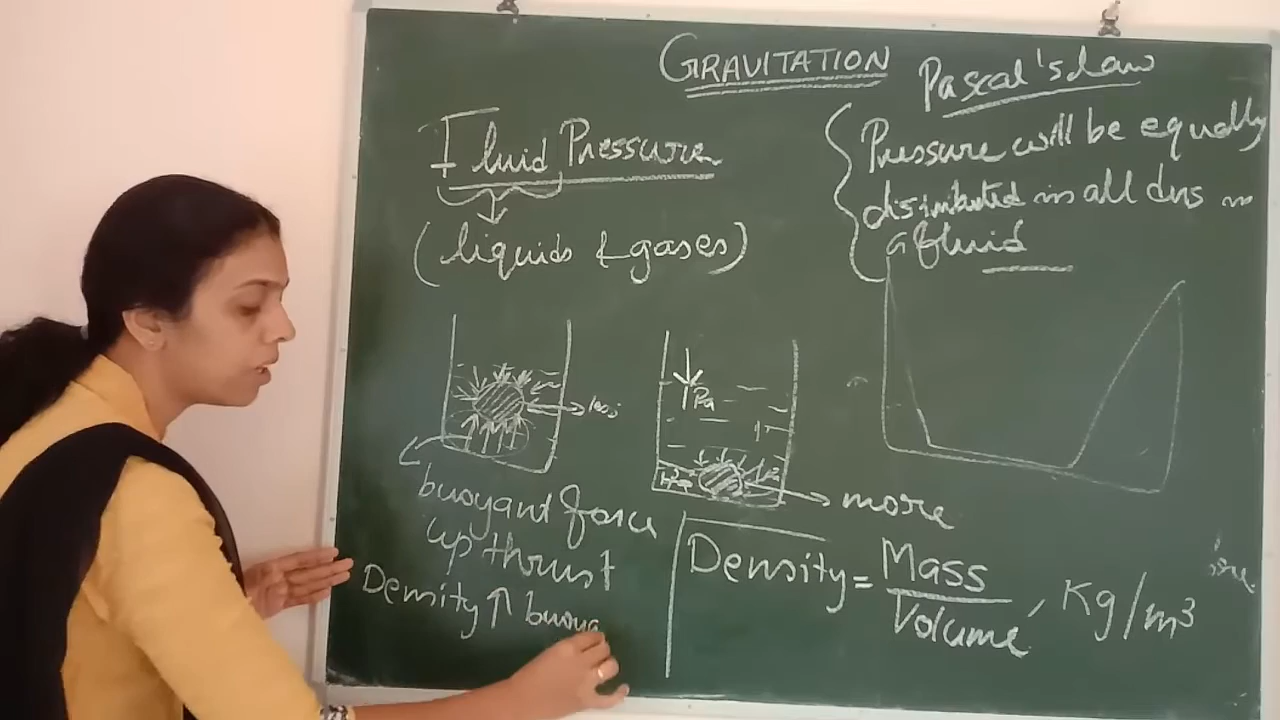 GRAVITATION
Fluid Pressure
(liquids & gases)
Pascal's law
Pressure will be equally
distributed in all dns in
a fluid
less
buoyant force
up thrust
Density ↑ buoya
Pa
more
Density = Mass / Volume, Kg/m³